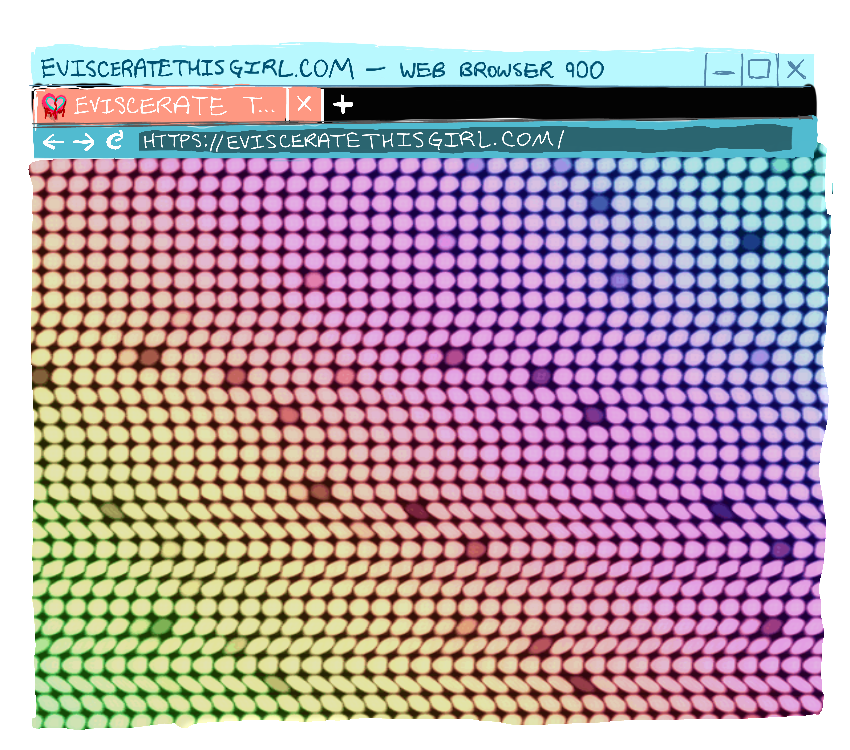 EVISCERATETHISGIRL.COM — WEB BROWSER 900
EVISCERATE T...
HTTPS://EVISCERATETHISGIRL.COM/